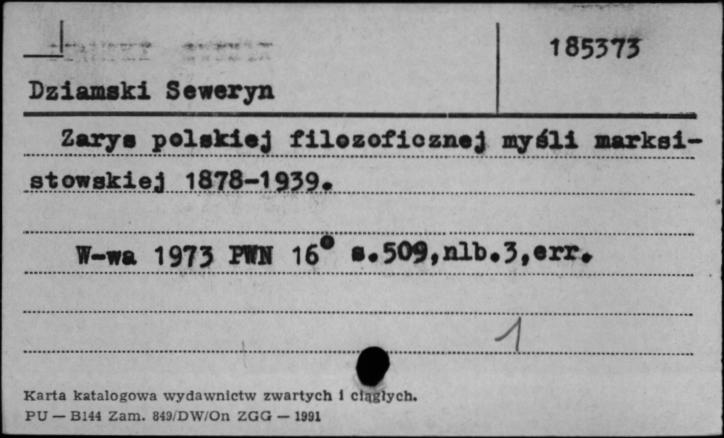 185373
Dziamski Seweryn
Zarys polskiej filozoficznej myśli marksi-
stowskiej 1878-1939.
W-wa 1973 PWN 16° s.509,nlb.3,err.
1
Karta katalogowa wydawnictw zwartych i ciągłych.
PU — B144 Zam. 849/DW/On ZGG — 1991